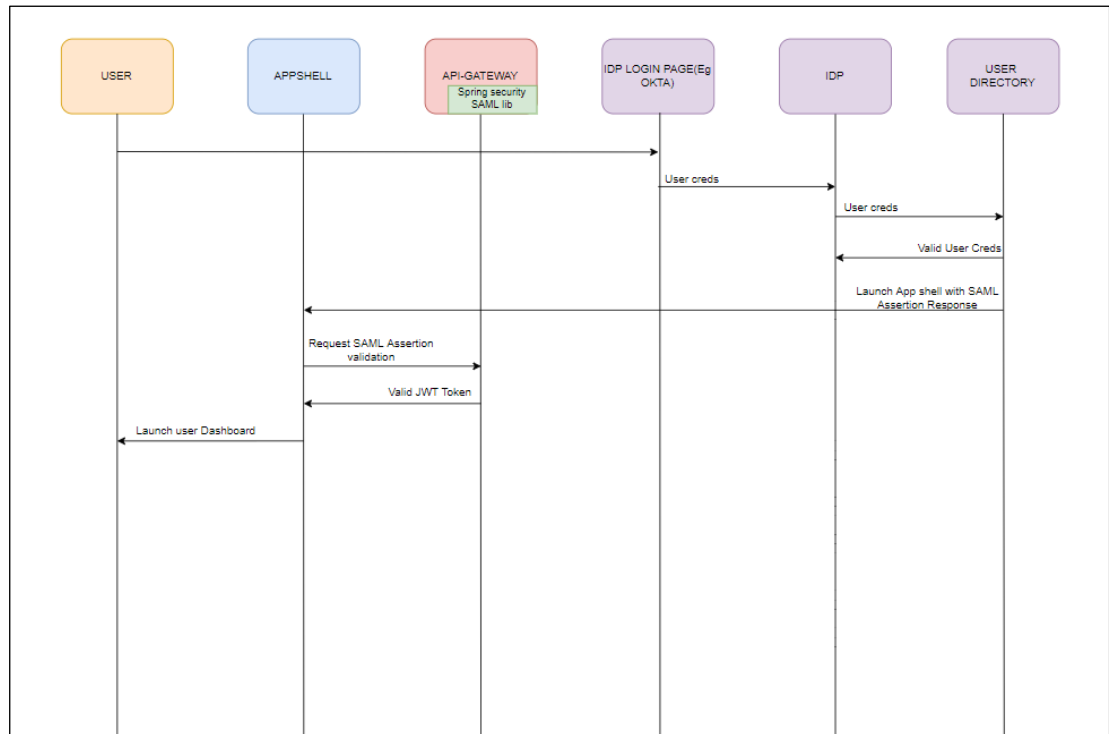 USER
APPSHELL
API-GATEWAY
Spring security
SAML lib
IDP LOGIN PAGE(Eg
OKTA)
IDP
USER
DIRECTORY
User creds
User creds
Valid User Creds
Launch App shell with SAML
Assertion Response
Request SAML Assertion
validation
Valid JWT Token
Launch user Dashboard